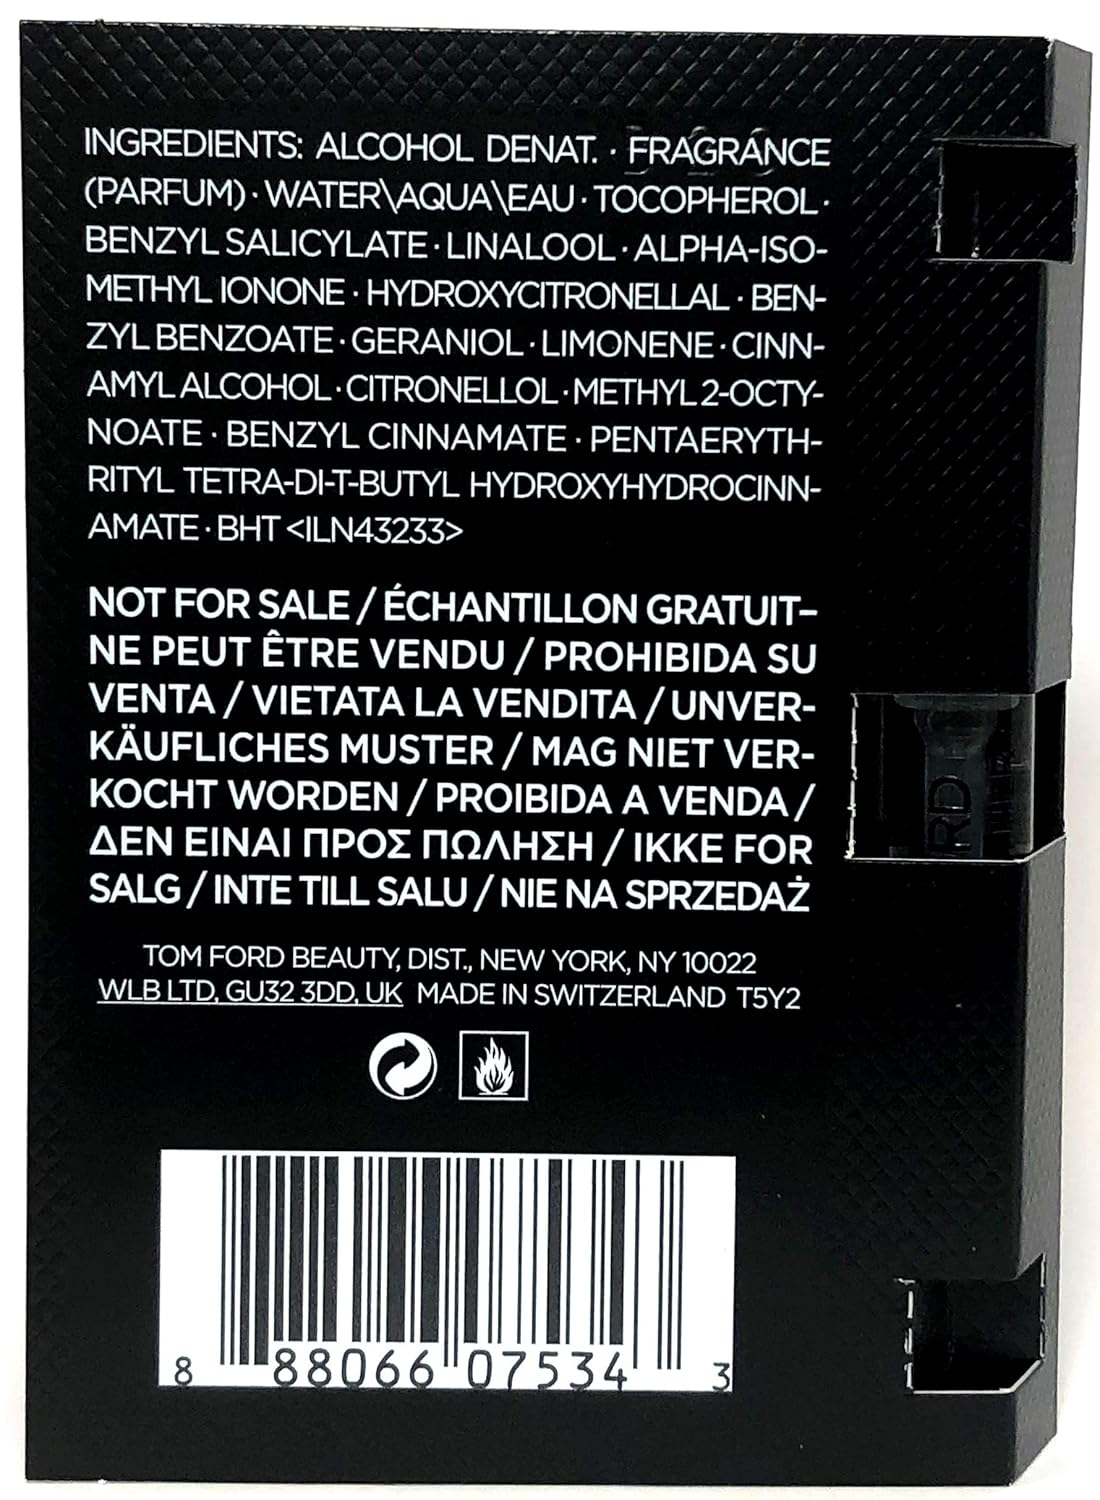 INGREDIENTS: ALCOHOL DENAT. · FRAGRANCE
(PARFUM) · WATER\AQUA\EAU · TOCOPHEROL ·
BENZYL SALICYLATE · LINALOOL · ALPHA-ISO-
METHYL IONONE · HYDROXYCITRONELLAL · BEN-
ZYL BENZOATE · GERANIOL · LIMONENE · CINN-
AMYL ALCOHOL · CITRONELLOL · METHYL 2-OCTY-
NOATE · BENZYL CINNAMATE · PENTAERYTH-
RITYL TETRA-DI-T-BUTYL HYDROXYHYDROCINN-
AMATE · BHT <ILN43233>
NOT FOR SALE / ÉCHANTILLON GRATUIT–
NE PEUT ÊTRE VENDU / PROHIBIDA SU
VENTA / VIETATA LA VENDITA / UNVER-
KÄUFLICHES MUSTER / MAG NIET VER-
KOCHT WORDEN / PROIBIDA A VENDA /
ΔΕΝ ΕΙΝΑΙ ΠΡΟΣ ΠΩΛΗΣΗ / IKKE FOR
SALG / INTE TILL SALU / NIE NA SPRZEDAŻ
TOM FORD BEAUTY, DIST., NEW YORK, NY 10022
WLB LTD, GU32 3DD, UK MADE IN SWITZERLAND T5Y2
8 88066 07534 3
RD